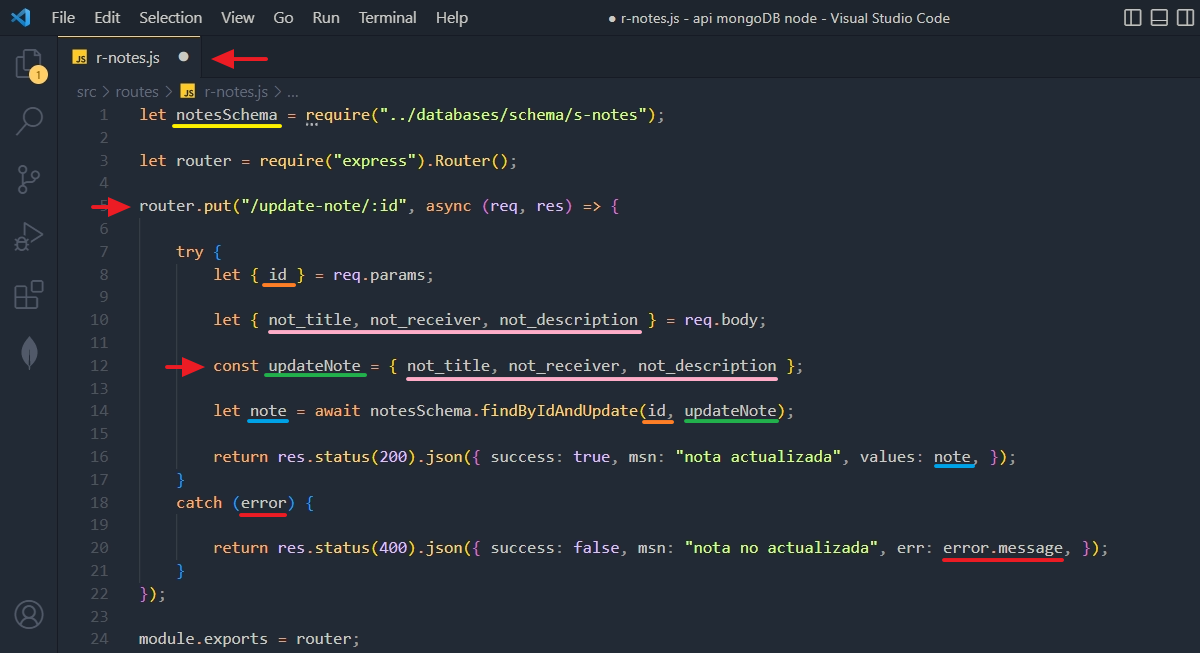 File Edit Selection View Go Run Terminal Help ● r-notes.js - api mongoDB node - Visual Studio Code
JS r-notes.js ●
1
src > routes > JS r-notes.js > ...
1 let notesSchema = require("../databases/schema/s-notes");
2
3 let router = require("express").Router();
4
5 router.put("/update-note/:id", async (req, res) => {
6
7 try {
8 let { id } = req.params;
9
10 let { not_title, not_receiver, not_description } = req.body;
11
12 const updateNote = { not_title, not_receiver, not_description };
13
14 let note = await notesSchema.findByIdAndUpdate(id, updateNote);
15
16 return res.status(200).json({ success: true, msn: "nota actualizada", values: note, });
17 }
18 catch (error) {
19
20 return res.status(400).json({ success: false, msn: "nota no actualizada", err: error.message, });
21 }
22 });
23
24 module.exports = router;